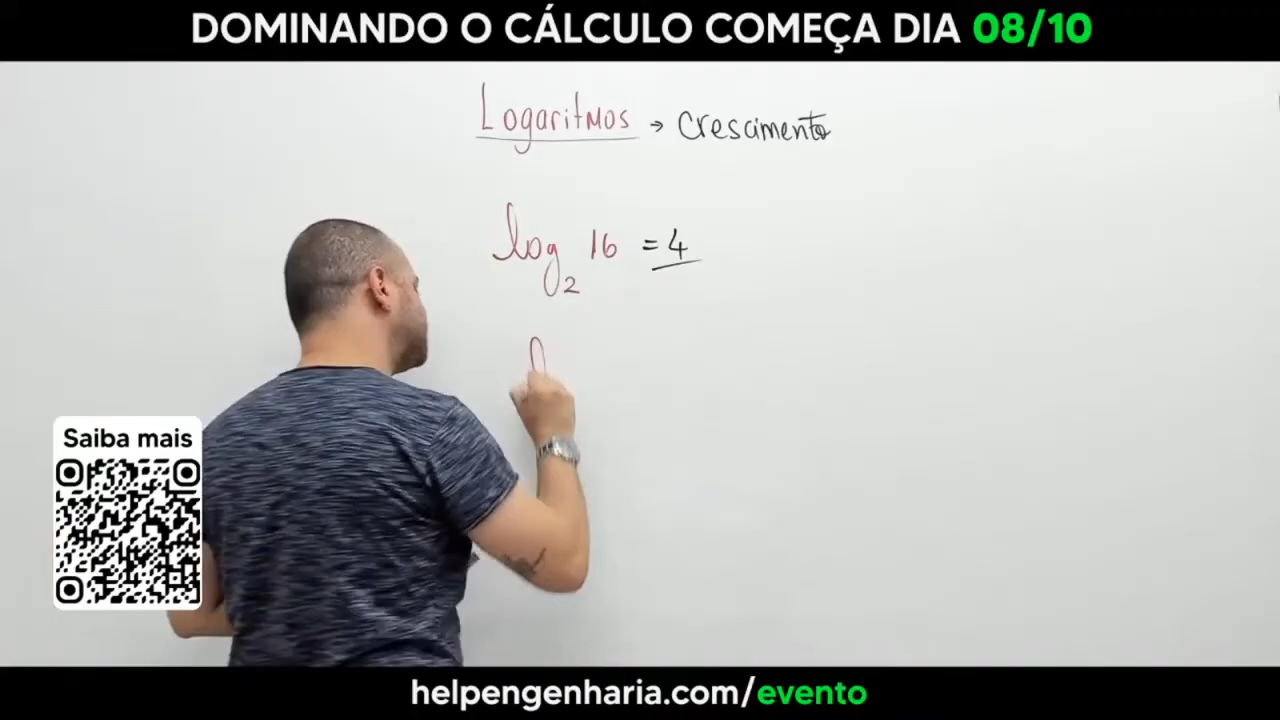 DOMINANDO O CÁLCULO COMEÇA DIA 08/10
Logaritmos → Crescimento
log₂ 16 = 4
Saiba mais
helpengenharia.com/evento